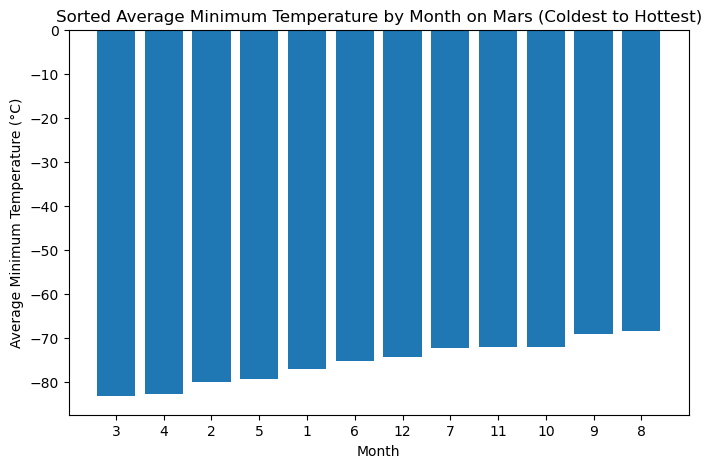 Sorted Average Minimum Temperature by Month on Mars (Coldest to Hottest)
0
−10
−20
−30
−40
−50
−60
−70
−80
Average Minimum Temperature (°C)
3 4 2 5 1 6 12 7 11 10 9 8
Month